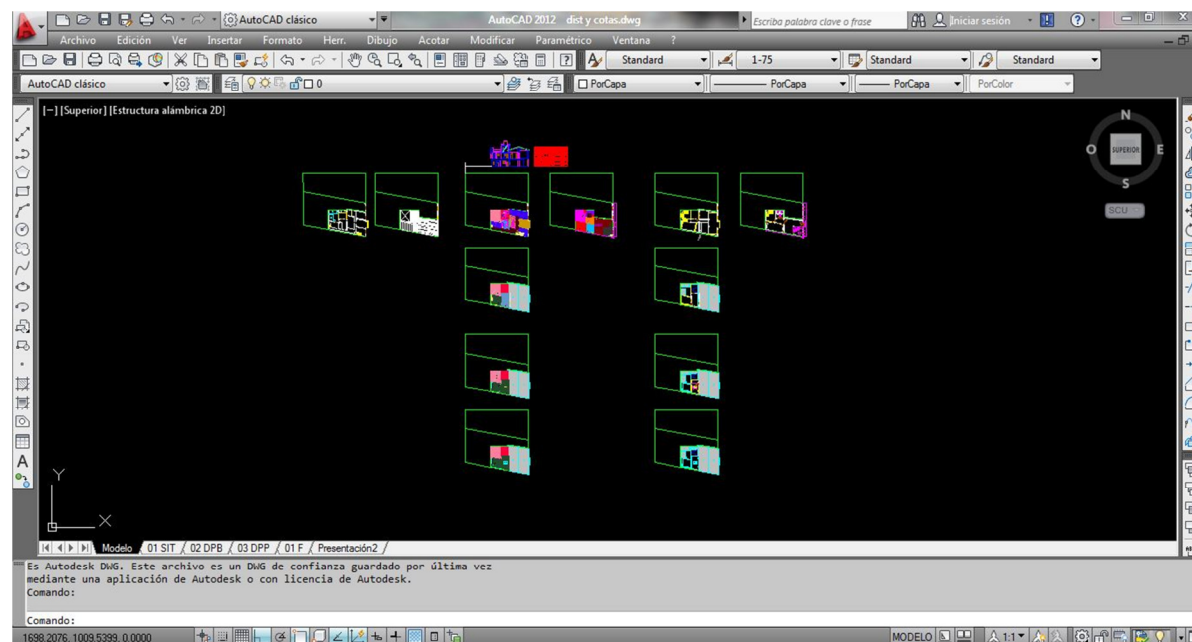 AutoCAD clásico
AutoCAD 2012 dist y cotas.dwg
Escriba palabra clave o frase
Iniciar sesión
Archivo Edición Ver Insertar Formato Herr. Dibujo Acotar Modificar Paramétrico Ventana ?
Standard 1-75 Standard Standard
AutoCAD clásico 0 PorCapa PorCapa PorCapa PorColor
[−] [Superior] [Estructura alámbrica 2D]
N
O SUPERIOR E
S
SCU
Y
X
Modelo 01 SIT 02 DPB 03 DPP 01 F Presentación2
Es Autodesk DWG. Este archivo es un DWG de confianza guardado por última vez
mediante una aplicación de Autodesk o con licencia de Autodesk.
Comando:
Comando:
1698.2076, 1009.5399, 0.0000 MODELO 1:1